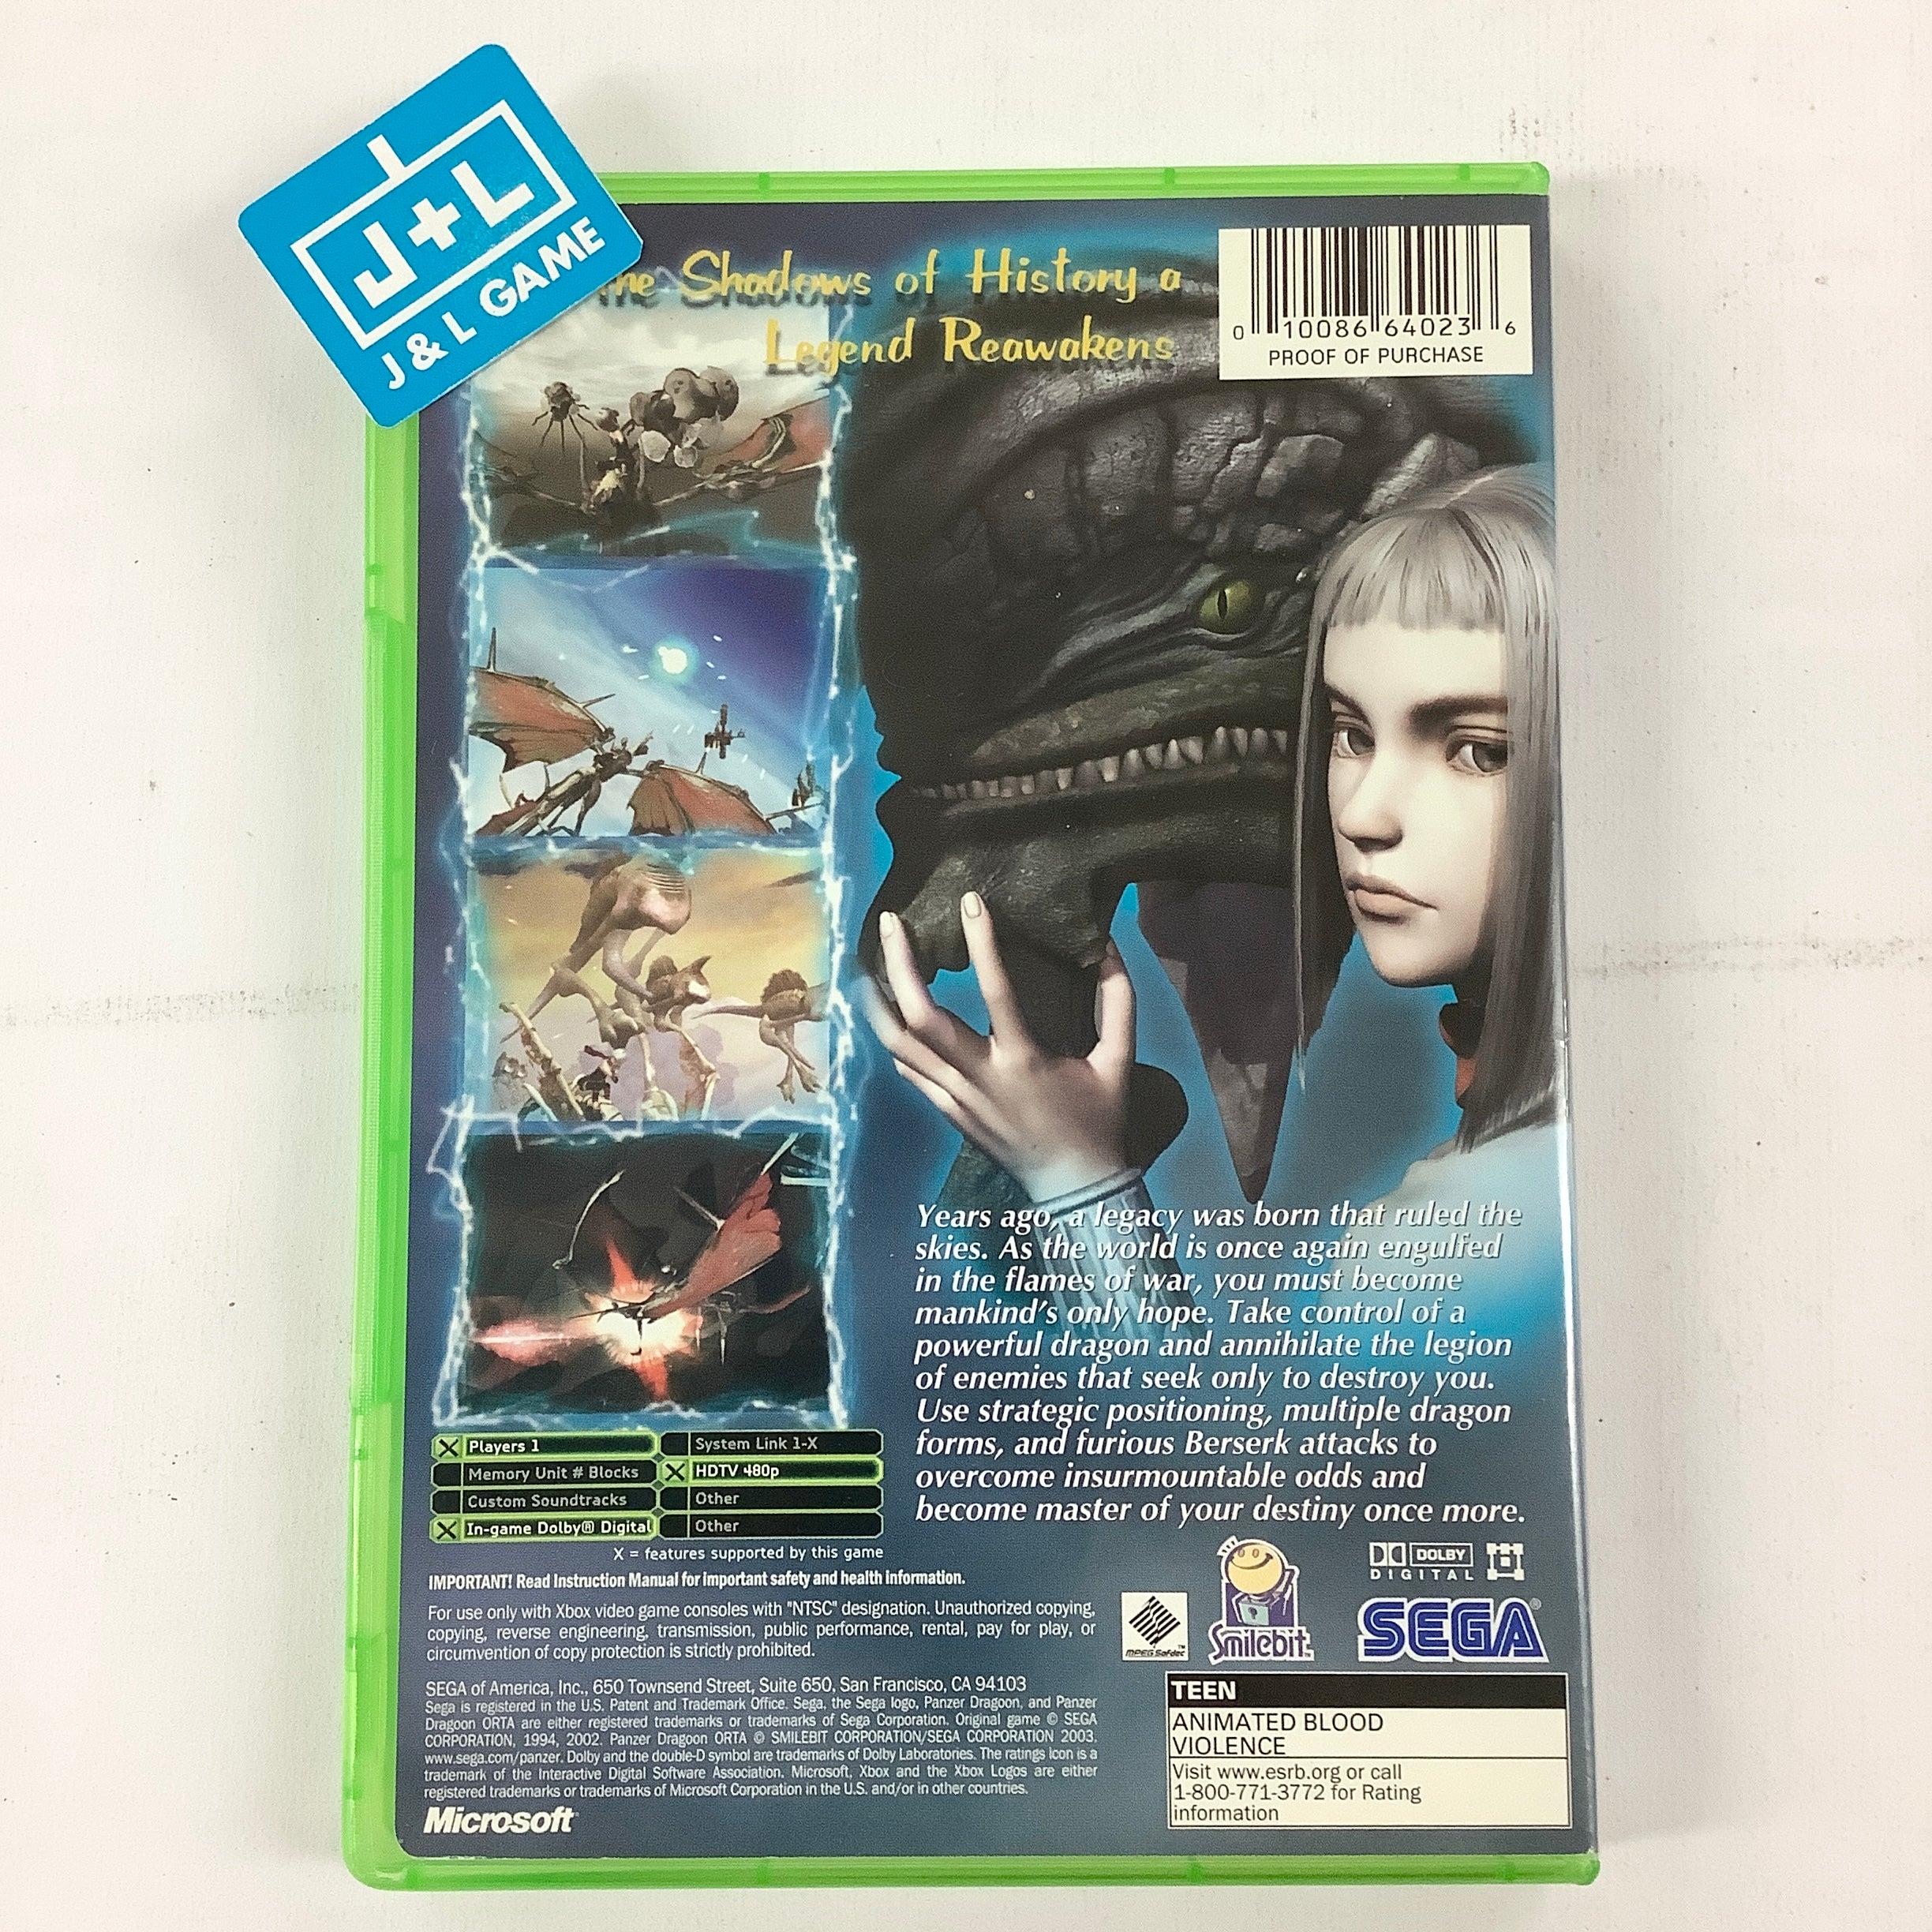 J+L
J & L GAME
Shadows of History a
Legend Reawakens
0 10086 64023 6
PROOF OF PURCHASE
Years ago, a legacy was born that ruled the
skies. As the world is once again engulfed
in the flames of war, you must become
mankind's only hope. Take control of a
powerful dragon and annihilate the legion
of enemies that seek only to destroy you.
Use strategic positioning, multiple dragon
forms, and furious Berserk attacks to
overcome insurmountable odds and
become master of your destiny once more.
X Players 1
System Link 1-X
Memory Unit # Blocks
X HDTV 480p
Custom Soundtracks
Other
X In-game Dolby® Digital
Other
X = features supported by this game
IMPORTANT! Read Instruction Manual for important safety and health information.
For use only with Xbox video game consoles with "NTSC" designation. Unauthorized copying,
copying, reverse engineering, transmission, public performance, rental, pay for play, or
circumvention of copy protection is strictly prohibited.
MPEG Sofdec™
Smilebit™
DOLBY
DIGITAL
SEGA®
SEGA of America, Inc., 650 Townsend Street, Suite 650, San Francisco, CA 94103
Sega is registered in the U.S. Patent and Trademark Office. Sega, the Sega logo, Panzer Dragoon, and Panzer
Dragoon ORTA are either registered trademarks or trademarks of Sega Corporation. Original game © SEGA
CORPORATION, 1994, 2002. Panzer Dragoon ORTA © SMILEBIT CORPORATION/SEGA CORPORATION 2003.
www.sega.com/panzer. Dolby and the double-D symbol are trademarks of Dolby Laboratories. The ratings icon is a
trademark of the Interactive Digital Software Association. Microsoft, Xbox and the Xbox Logos are either
registered trademarks or trademarks of Microsoft Corporation in the U.S. and/or in other countries.
Microsoft
TEEN
ANIMATED BLOOD
VIOLENCE
Visit www.esrb.org or call
1-800-771-3772 for Rating
information